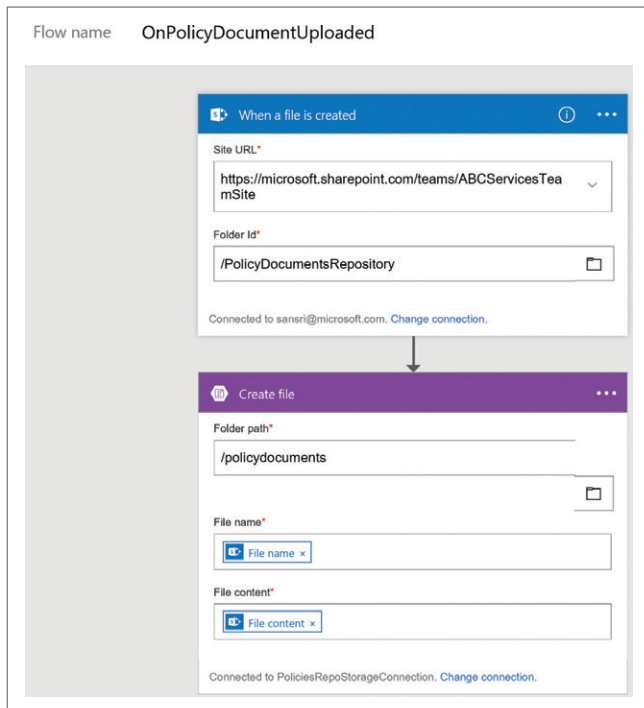 Flow name OnPolicyDocumentUploaded
When a file is created
Site URL*
https://microsoft.sharepoint.com/teams/ABCServicesTea
mSite
Folder Id*
/PolicyDocumentsRepository
Connected to sansri@microsoft.com. Change connection.
Create file
Folder path*
/policydocuments
File name*
File name ×
File content*
File content ×
Connected to PoliciesRepoStorageConnection. Change connection.